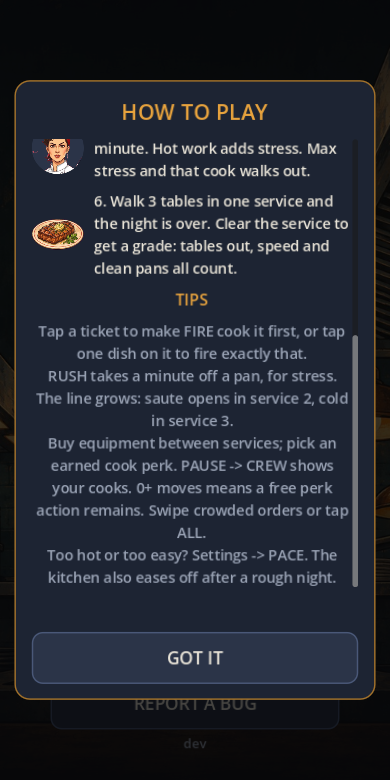 HOW TO PLAY
minute. Hot work adds stress. Max
stress and that cook walks out.
6. Walk 3 tables in one service and
the night is over. Clear the service to
get a grade: tables out, speed and
clean pans all count.
TIPS
Tap a ticket to make FIRE cook it first, or tap
one dish on it to fire exactly that.
RUSH takes a minute off a pan, for stress.
The line grows: saute opens in service 2, cold
in service 3.
Buy equipment between services; pick an
earned cook perk. PAUSE -> CREW shows
your cooks. 0+ moves means a free perk
action remains. Swipe crowded orders or tap
ALL.
Too hot or too easy? Settings -> PACE. The
kitchen also eases off after a rough night.
GOT IT
REPORT A BUG
dev